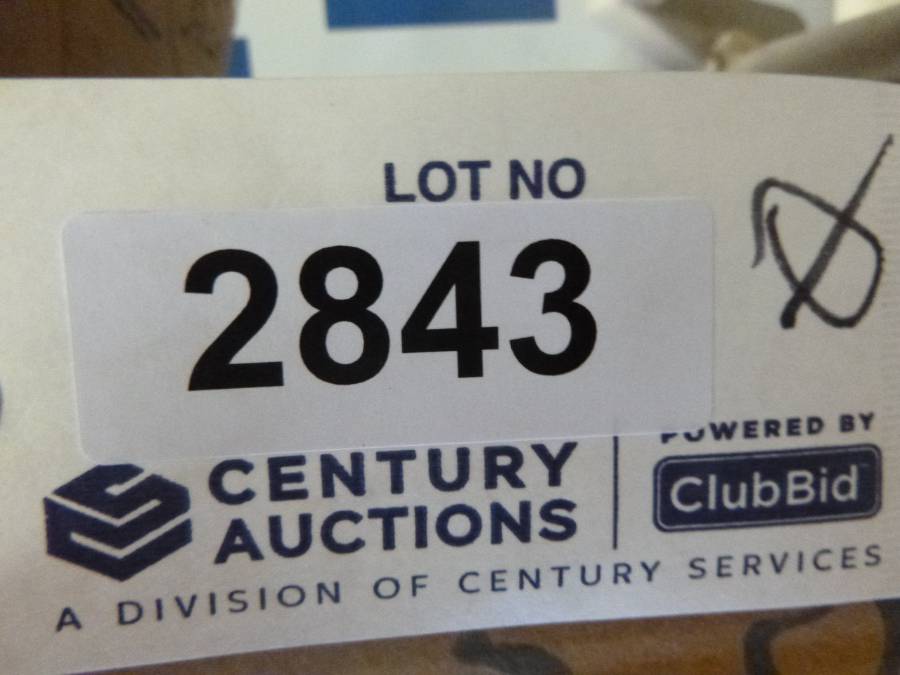 LOT NO
2843
CENTURY
AUCTIONS
POWERED BY
ClubBid
A DIVISION OF CENTURY SERVICES